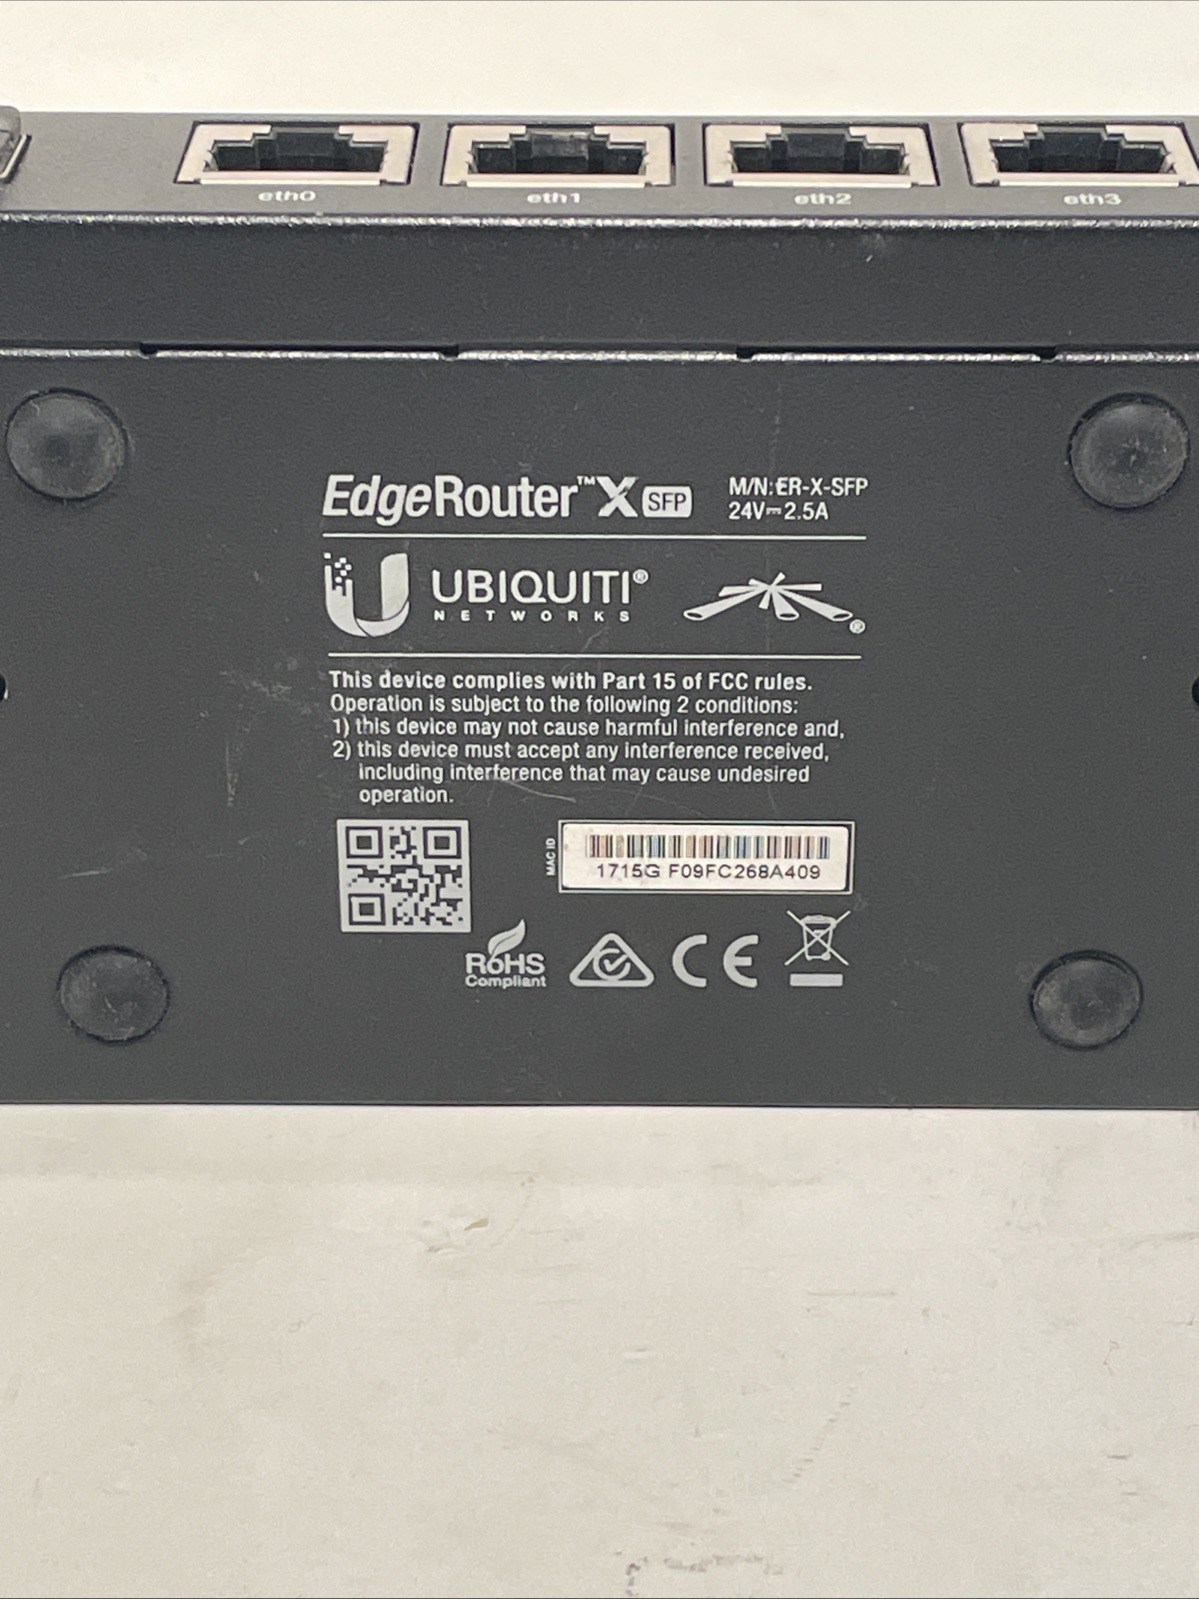 eth0 eth1 eth2 eth3
EdgeRouter™ X SFP
M/N: ER-X-SFP
24V⎓2.5A
UBIQUITI®
NETWORKS
®
This device complies with Part 15 of FCC rules.
Operation is subject to the following 2 conditions:
1) this device may not cause harmful interference and,
2) this device must accept any interference received,
including interference that may cause undesired
operation.
MAC ID
1715G F09FC268A409
RoHS
Compliant
CE